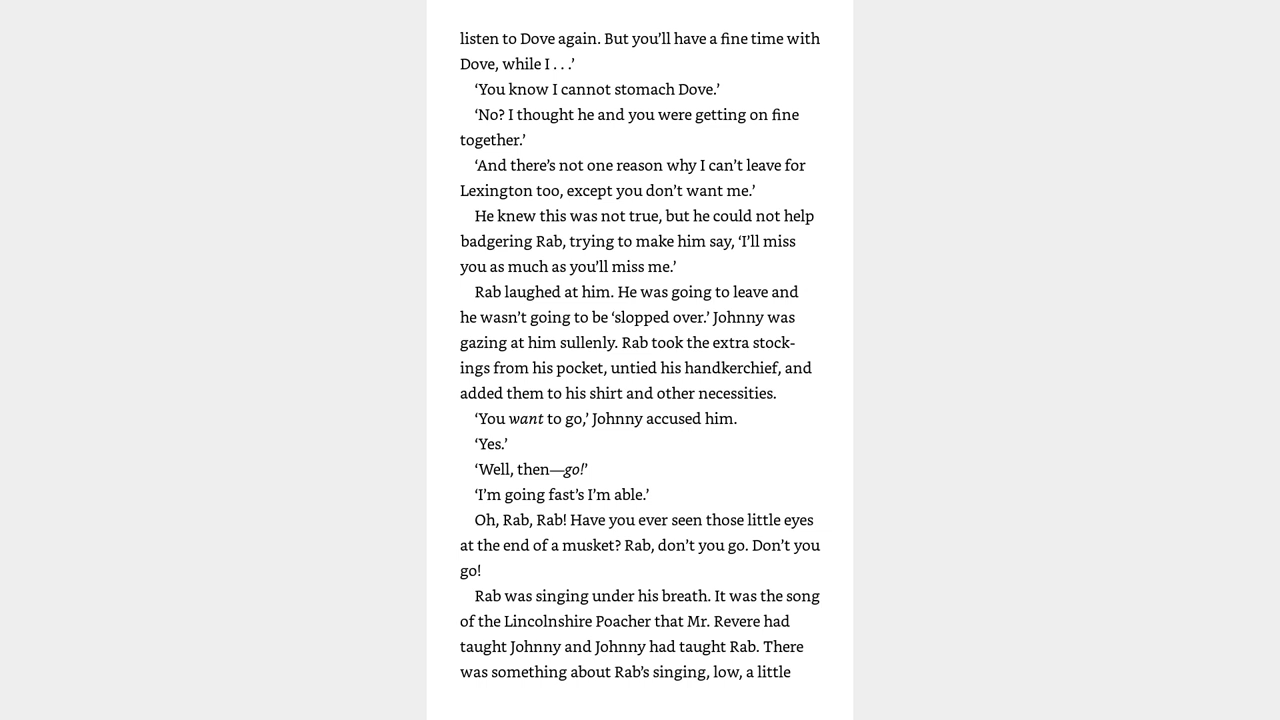 listen to Dove again. But you’ll have a fine time with
Dove, while I . . .’
‘You know I cannot stomach Dove.’
‘No? I thought he and you were getting on fine
together.’
‘And there’s not one reason why I can’t leave for
Lexington too, except you don’t want me.’
He knew this was not true, but he could not help
badgering Rab, trying to make him say, ‘I’ll miss
you as much as you’ll miss me.’
Rab laughed at him. He was going to leave and
he wasn’t going to be ‘slopped over.’ Johnny was
gazing at him sullenly. Rab took the extra stock-
ings from his pocket, untied his handkerchief, and
added them to his shirt and other necessities.
‘You want to go,’ Johnny accused him.
‘Yes.’
‘Well, then—go!’
‘I’m going fast’s I’m able.’
Oh, Rab, Rab! Have you ever seen those little eyes
at the end of a musket? Rab, don’t you go. Don’t you
go!
Rab was singing under his breath. It was the song
of the Lincolnshire Poacher that Mr. Revere had
taught Johnny and Johnny had taught Rab. There
was something about Rab’s singing, low, a little